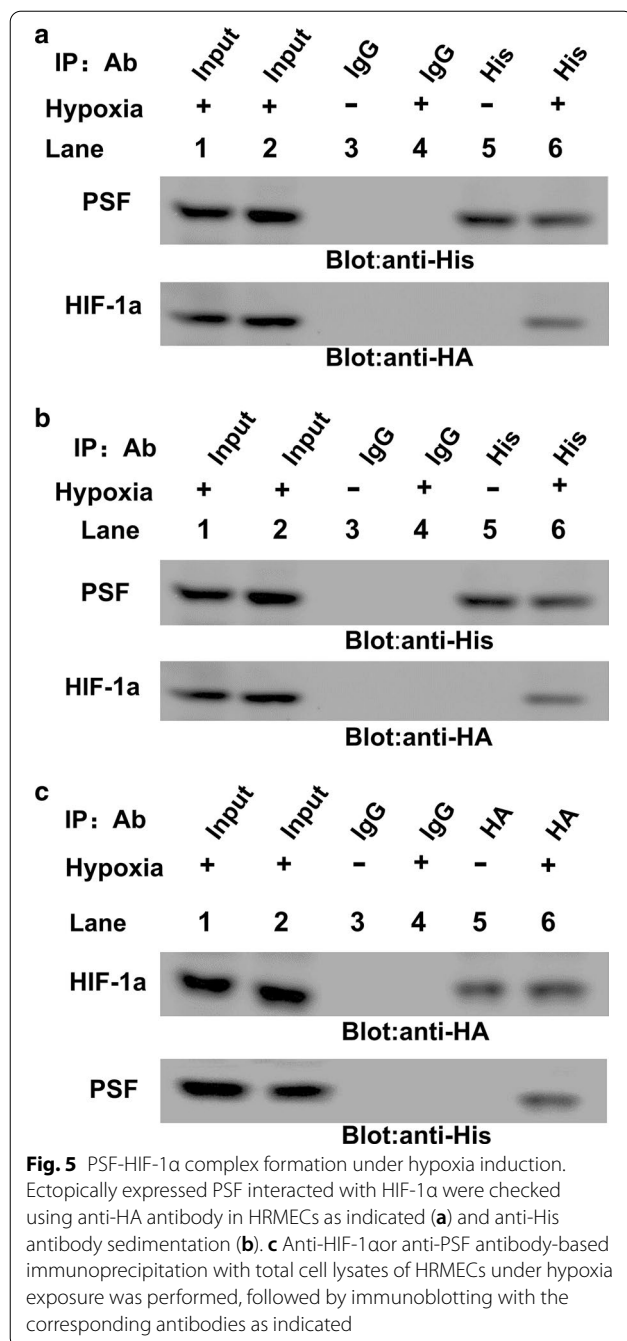 a
IP: Ab Input Input IgG IgG His His
Hypoxia + + − + − +
Lane 1 2 3 4 5 6
PSF
Blot:anti-His
HIF-1a
Blot:anti-HA
b
IP: Ab Input Input IgG IgG His His
Hypoxia + + − + − +
Lane 1 2 3 4 5 6
PSF
Blot:anti-His
HIF-1a
Blot:anti-HA
c
IP: Ab Input Input IgG IgG HA HA
Hypoxia + + − + − +
Lane 1 2 3 4 5 6
HIF-1a
Blot:anti-HA
PSF
Blot:anti-His
Fig. 5 PSF-HIF-1α complex formation under hypoxia induction.
Ectopically expressed PSF interacted with HIF-1α were checked
using anti-HA antibody in HRMECs as indicated (a) and anti-His
antibody sedimentation (b). c Anti-HIF-1αor anti-PSF antibody-based
immunoprecipitation with total cell lysates of HRMECs under hypoxia
exposure was performed, followed by immunoblotting with the
corresponding antibodies as indicated